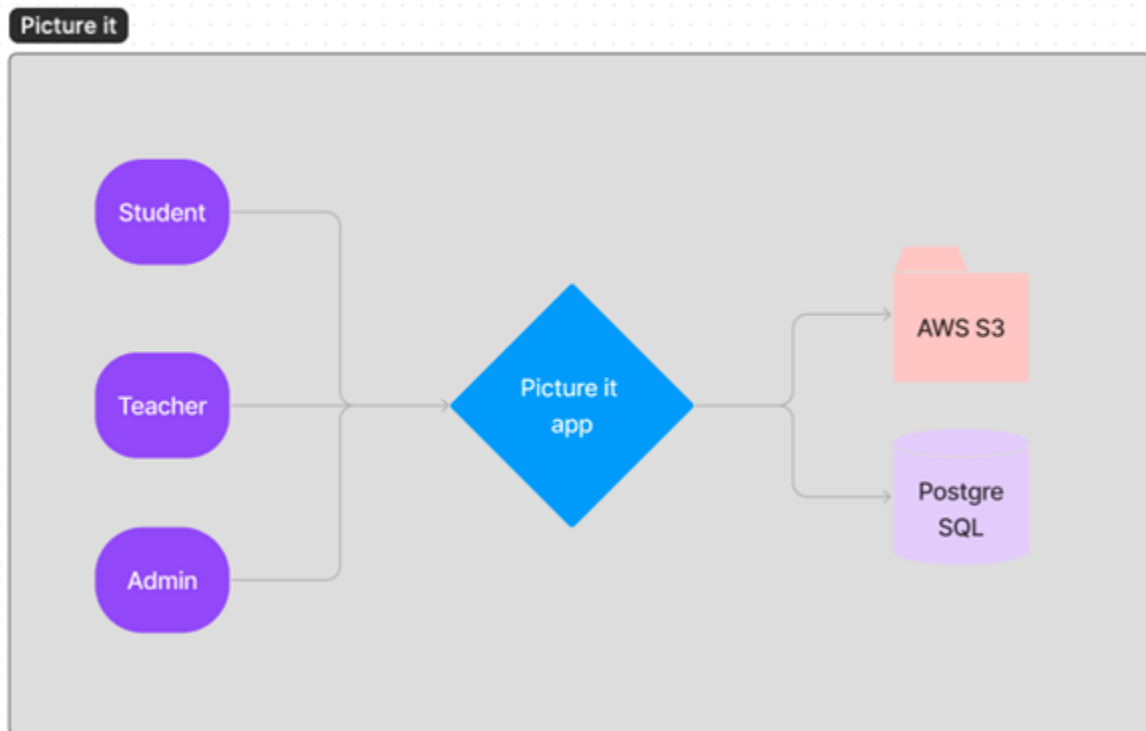 Picture it
Student
Teacher
Admin
Picture it
app
AWS S3
Postgre
SQL